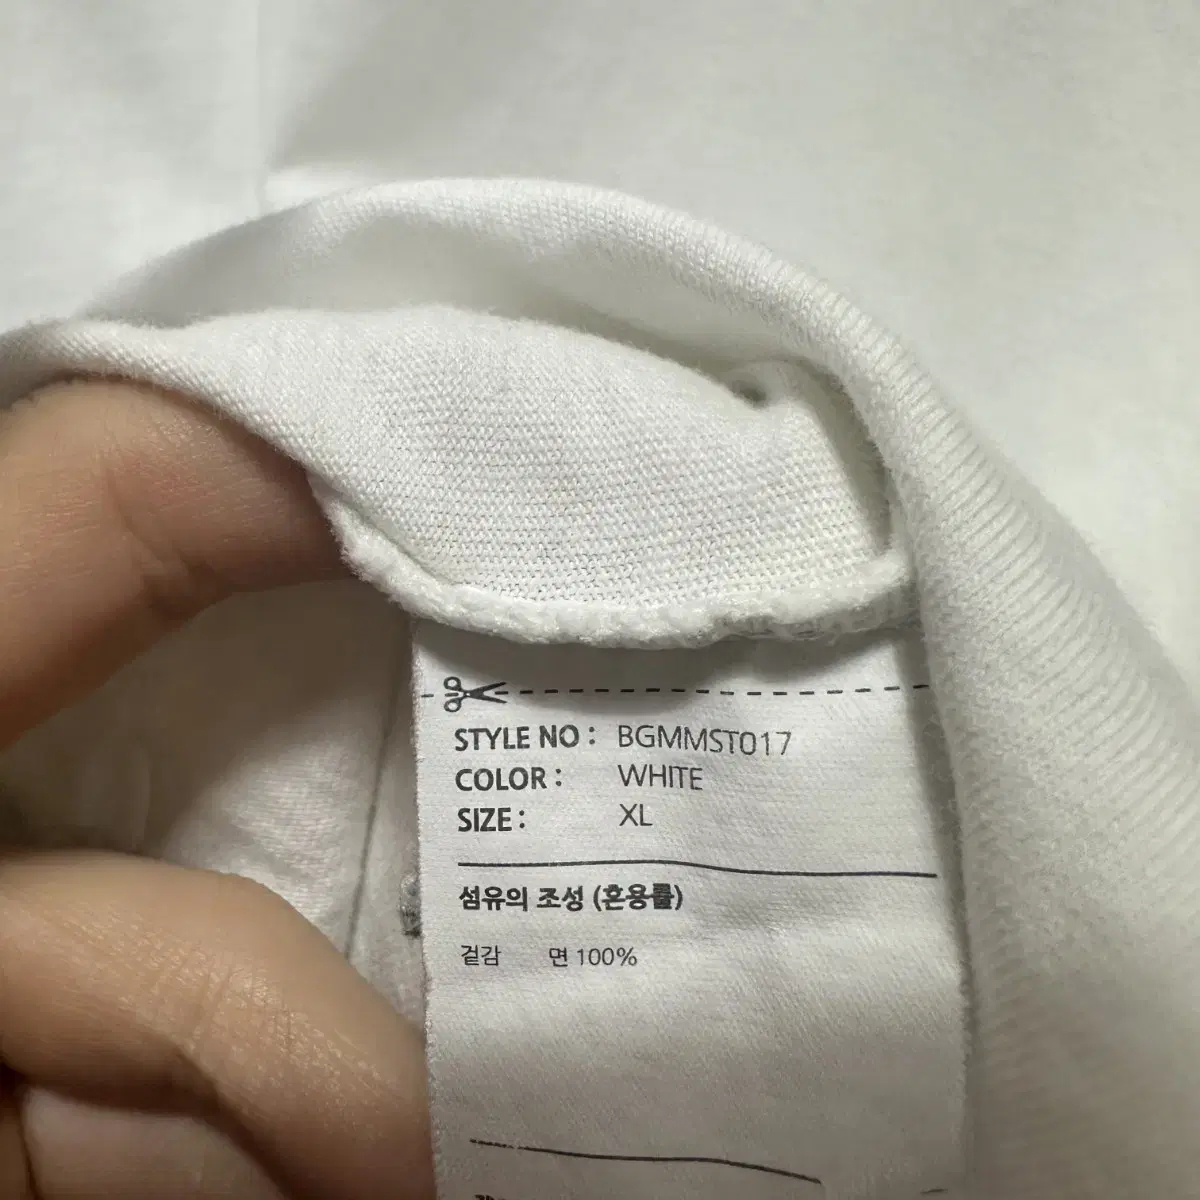 STYLE NO : BGMMST017
COLOR : WHITE
SIZE : XL
섬유의 조성 (혼용률)
겉감 면 100%